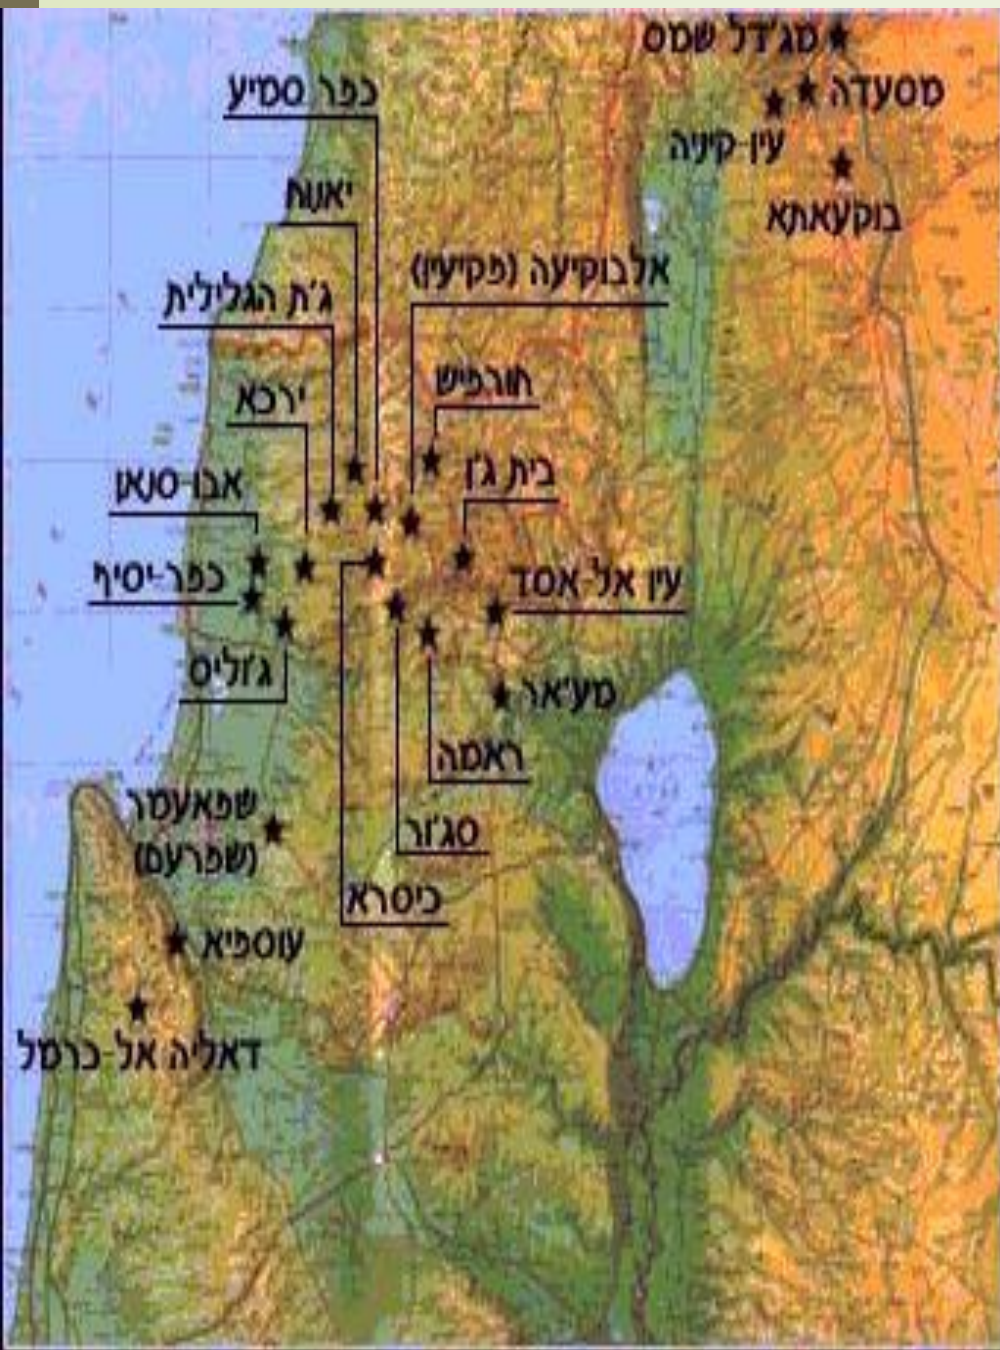 מג'דל שמס
מסעדה
עין-קיניה
בוקעאתא
כפר סמיע
יאנוח
אלבוקיעה (פקיעין)
ג'ת הגלילית
חורפיש
ירכא
בית ג'ן
אבו-סנאן
עין אל-אסד
כפר-יסיף
ג'וליס
מע'אר
ראמה
שפאעמר
(שפרעם)
סג'ור
כיסרא
עוספיא
דאליה אל-כרמל